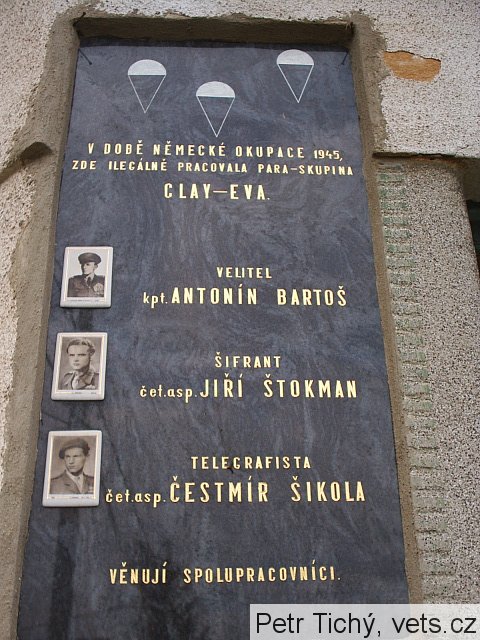 V DOBĚ NĚMECKÉ OKUPACE 1945,
ZDE ILEGÁLNĚ PRACOVALA PARA-SKUPINA
CLAY—EVA.
VELITEL
kpt. ANTONÍN BARTOŠ
ŠIFRANT
čet.asp. JIŘÍ ŠTOKMAN
TELEGRAFISTA
čet.asp. ČESTMÍR ŠIKOLA
VĚNUJÍ SPOLUPRACOVNÍCI.
Petr Tichý, vets.cz